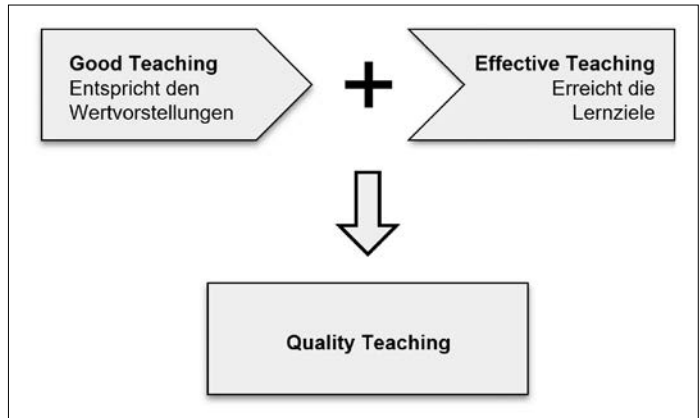 Good Teaching
Entspricht den
Wertvorstellungen
+
Effective Teaching
Erreicht die
Lernziele
Quality Teaching